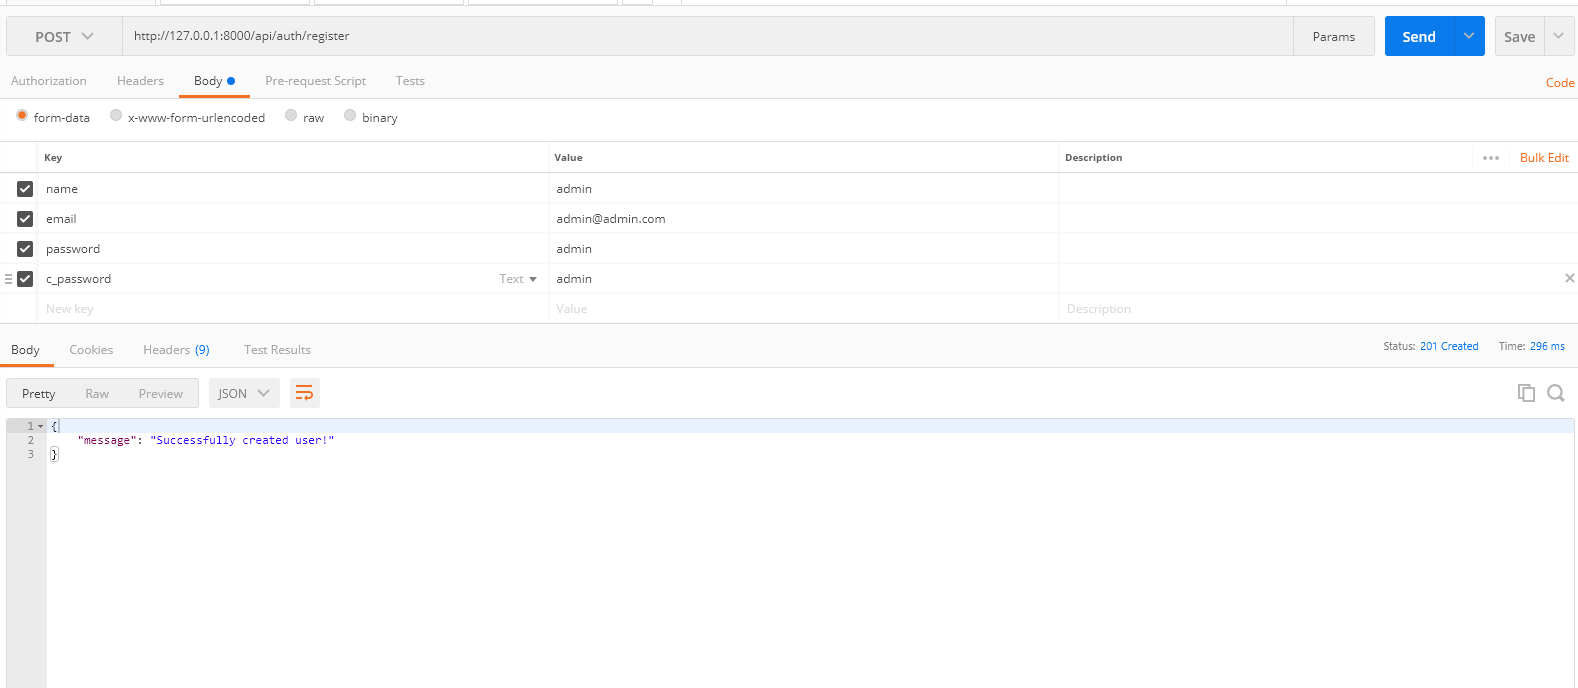 POST http://127.0.0.1:8000/api/auth/register Params Send Save
Authorization Headers Body Pre-request Script Tests Code
form-data x-www-form-urlencoded raw binary
Key Value Description ••• Bulk Edit
name admin
email admin@admin.com
password admin
c_password Text admin
New key Value Description
Body Cookies Headers (9) Test Results Status: 201 Created Time: 296 ms
Pretty Raw Preview JSON
1 {
2 "message": "Successfully created user!"
3 }